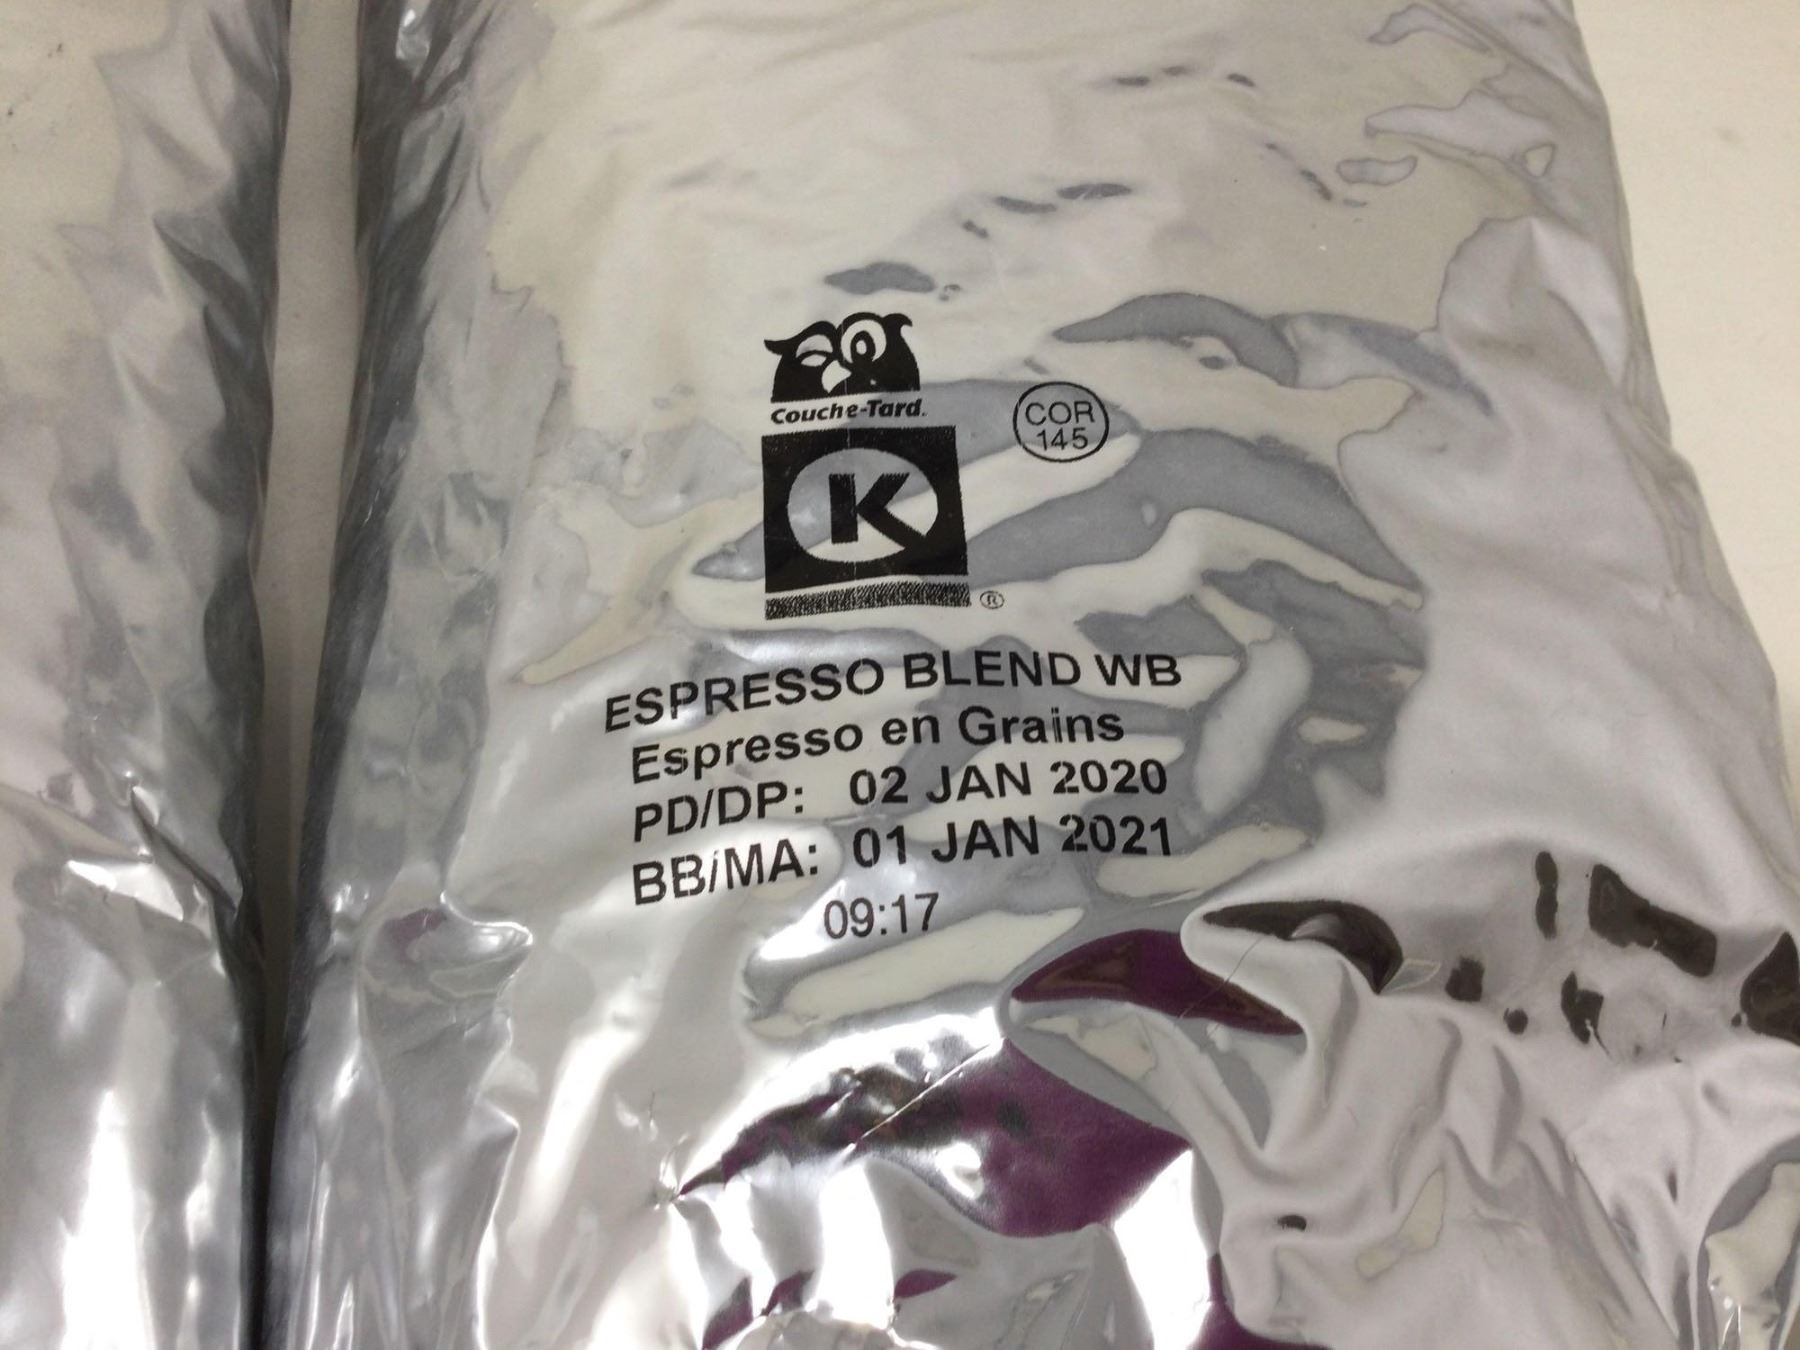 Couche-Tard.
COR
145
K
®
ESPRESSO BLEND WB
Espresso en Grains
PD/DP: 02 JAN 2020
BB/MA: 01 JAN 2021
09:17